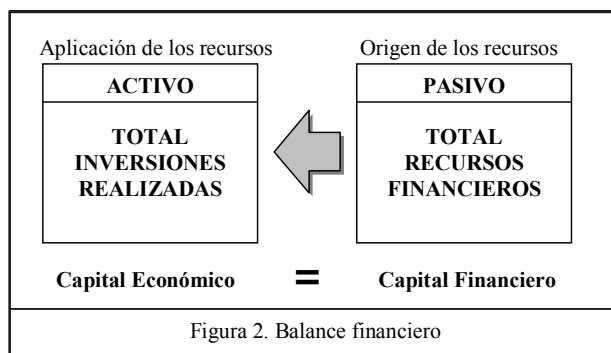 Aplicación de los recursos
Origen de los recursos
ACTIVO
PASIVO
TOTAL
INVERSIONES
REALIZADAS
TOTAL
RECURSOS
FINANCIEROS
Capital Económico = Capital Financiero
Figura 2. Balance financiero